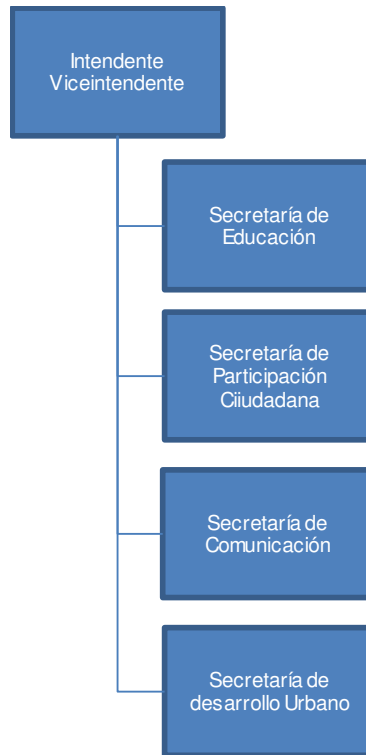 Intendente
Viceintendente
Secretaría de
Educación
Secretaría de
Participación
Ciiudadana
Secretaría de
Comunicación
Secretaría de
desarrollo Urbano